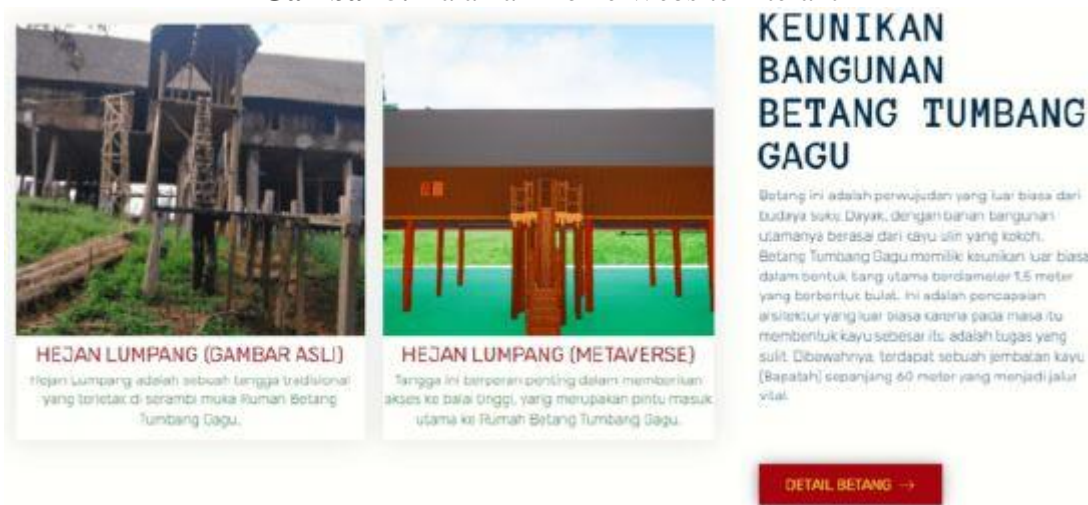 HEJAN LUMPANG (GAMBAR ASLI)
Hejan Lumpang adalah sebuah tangga tradisional
yang terletak di serambi muka Rumah Betang
Tumbang Gagu.
HEJAN LUMPANG (METAVERSE)
Tangga ini berperan penting dalam memberikan
akses ke balai tinggi, yang merupakan pintu masuk
utama ke Rumah Betang Tumbang Gagu.
KEUNIKAN
BANGUNAN
BETANG TUMBANG
GAGU
Betang ini adalah perwujudan yang luar biasa dari
budaya suku Dayak, dengan bahan bangunan
utamanya berasal dari kayu ulin yang kokoh.
Betang Tumbang Gagu memiliki keunikan luar biasa
dalam bentuk tiang utama berdiameter 1,5 meter
yang berbentuk bulat. Ini adalah pencapaian
arsitektur yang luar biasa karena pada masa itu
membentuk kayu sebesar itu adalah tugas yang
sulit. Dibawahnya, terdapat sebuah jembatan kayu
(Bapatah) sepanjang 60 meter yang menjadi jalur
vital.
DETAIL BETANG →